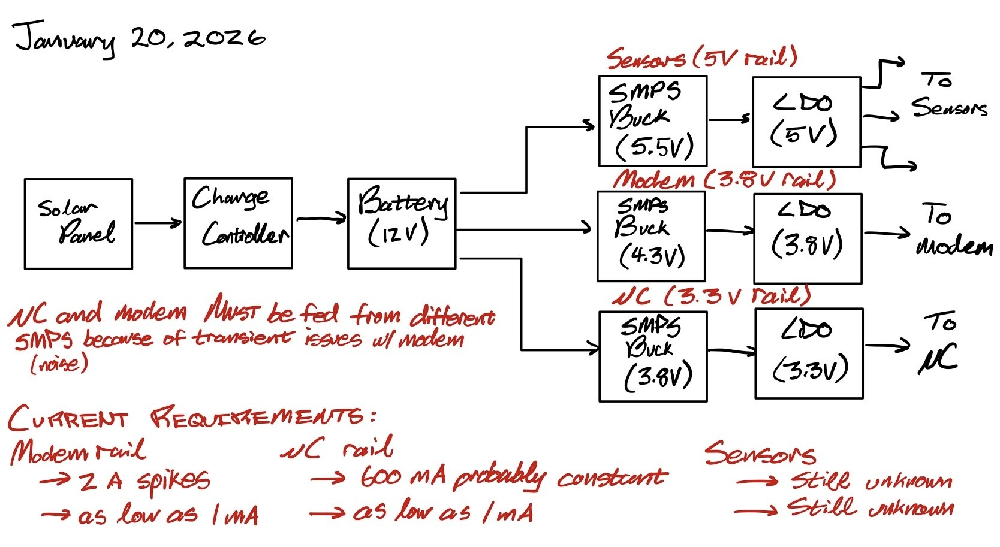 January 20, 2026
Sensors (5V rail)
SMPS
Buck
(5.5V)
LDO
(5V)
To
Sensors
Solar
Panel
Charge
Controller
Battery
(12V)
Modem (3.8V rail)
SMPS
Buck
(4.3V)
LDO
(3.8V)
To
Modem
μC (3.3V rail)
SMPS
Buck
(3.8V)
LDO
(3.3V)
To
μC
μC and modem MUST be fed from different
SMPS because of transient issues w/ modem
(noise)
CURRENT REQUIREMENTS:
Modem rail
→ 2 A spikes
→ as low as 1 mA
μC rail
→ 600 mA probably constant
→ as low as 1 mA
Sensors
→ Still unknown
→ Still unknown